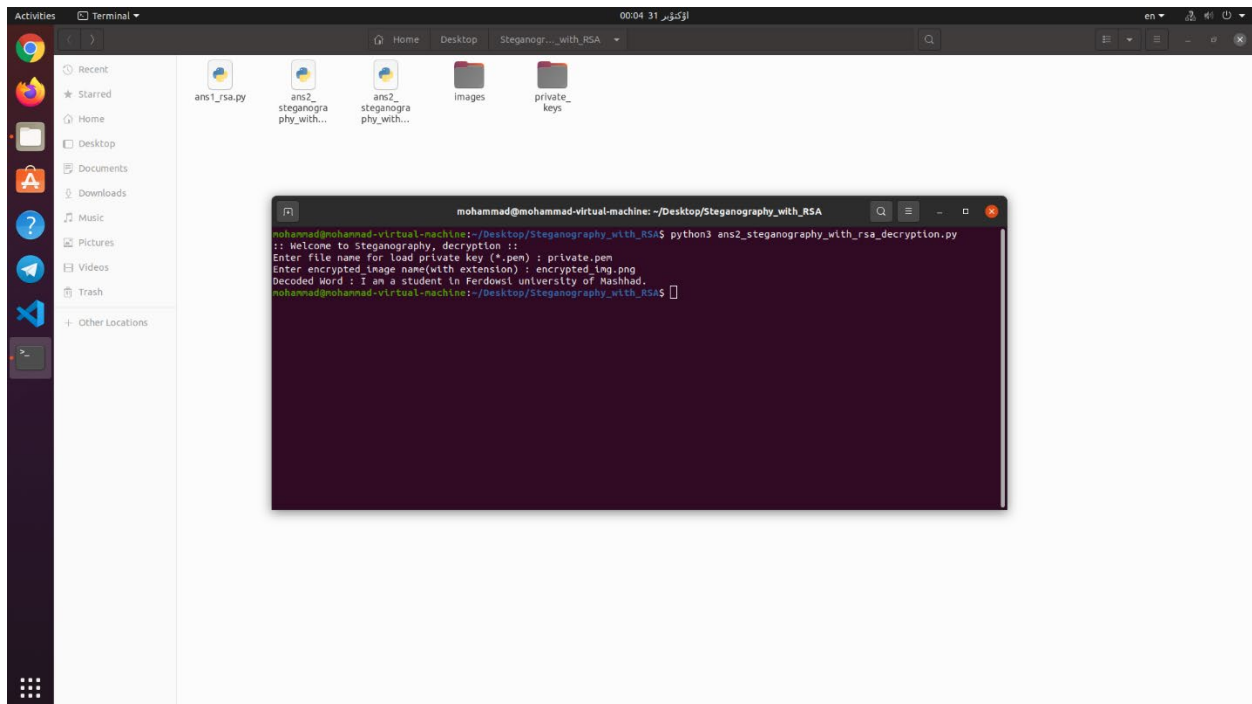 Activities Terminal اؤکتوْبر 31 00:04 en
Home Desktop Steganogr..._with_RSA
Recent
Starred
Home
Desktop
Documents
Downloads
Music
Pictures
Videos
Trash
+ Other Locations
ans1_rsa.py
ans2_
steganogra
phy_with...
ans2_
steganogra
phy_with...
images
private_
keys
mohammad@mohammad-virtual-machine: ~/Desktop/Steganography_with_RSA
mohammad@mohammad-virtual-machine:~/Desktop/Steganography_with_RSA$ python3 ans2_steganography_with_rsa_decryption.py
:: Welcome to Steganography, decryption ::
Enter file name for load private key (*.pem) : private.pem
Enter encrypted_image name(with extension) : encrypted_img.png
Decoded Word : I am a student in Ferdowsi university of Mashhad.
mohammad@mohammad-virtual-machine:~/Desktop/Steganography_with_RSA$